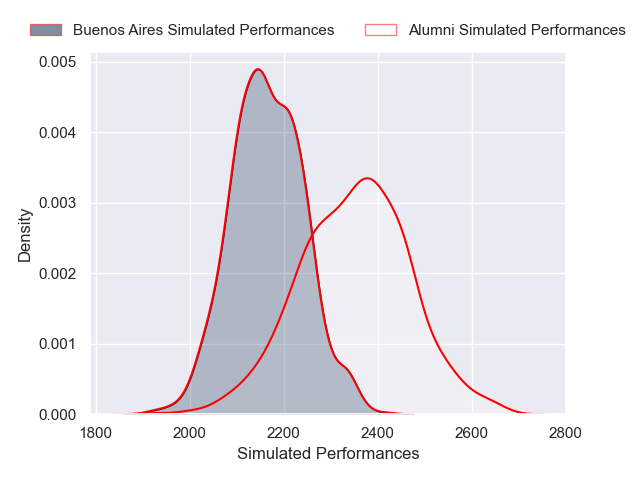 Buenos Aires Simulated Performances Alumni Simulated Performances
0.005
0.004
0.003
0.002
0.001
0.000
Density
1800 2000 2200 2400 2600 2800
Simulated Performances